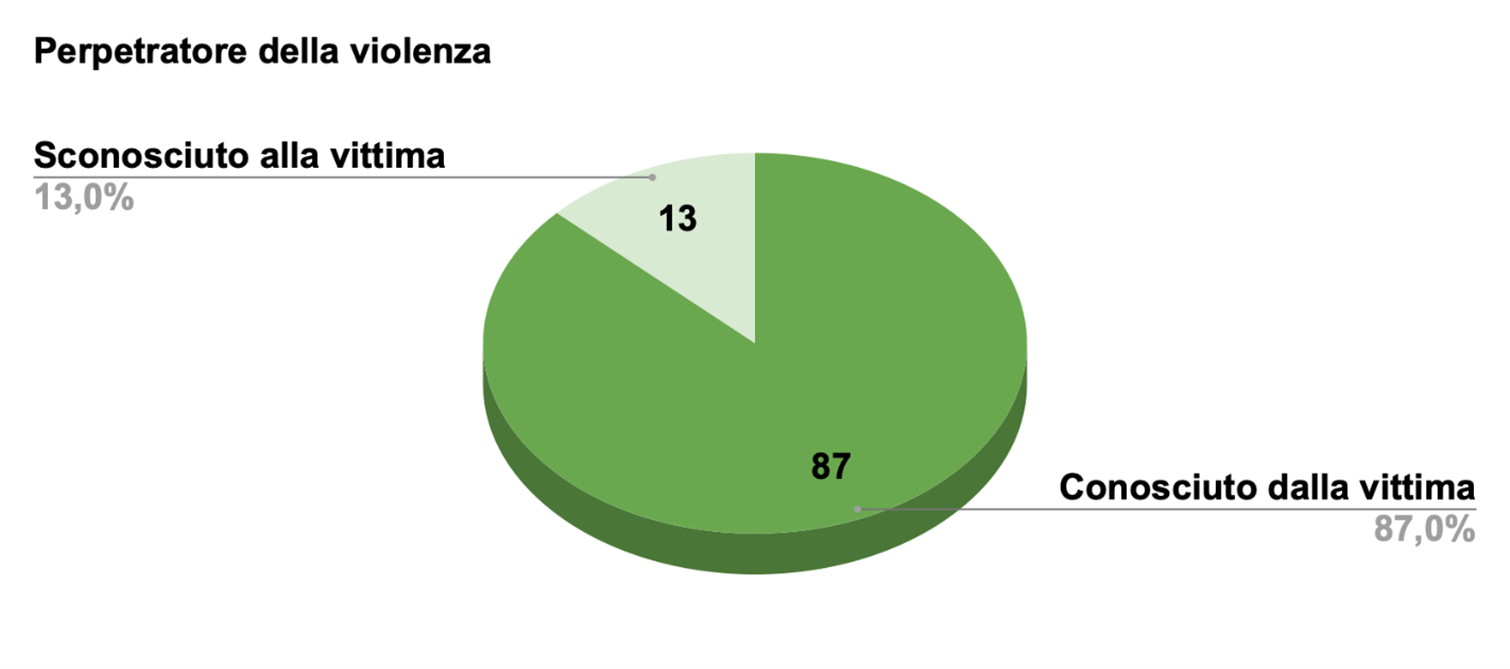 Perpetratore della violenza
Sconosciuto alla vittima
13,0%
13
87
Conosciuto dalla vittima
87,0%